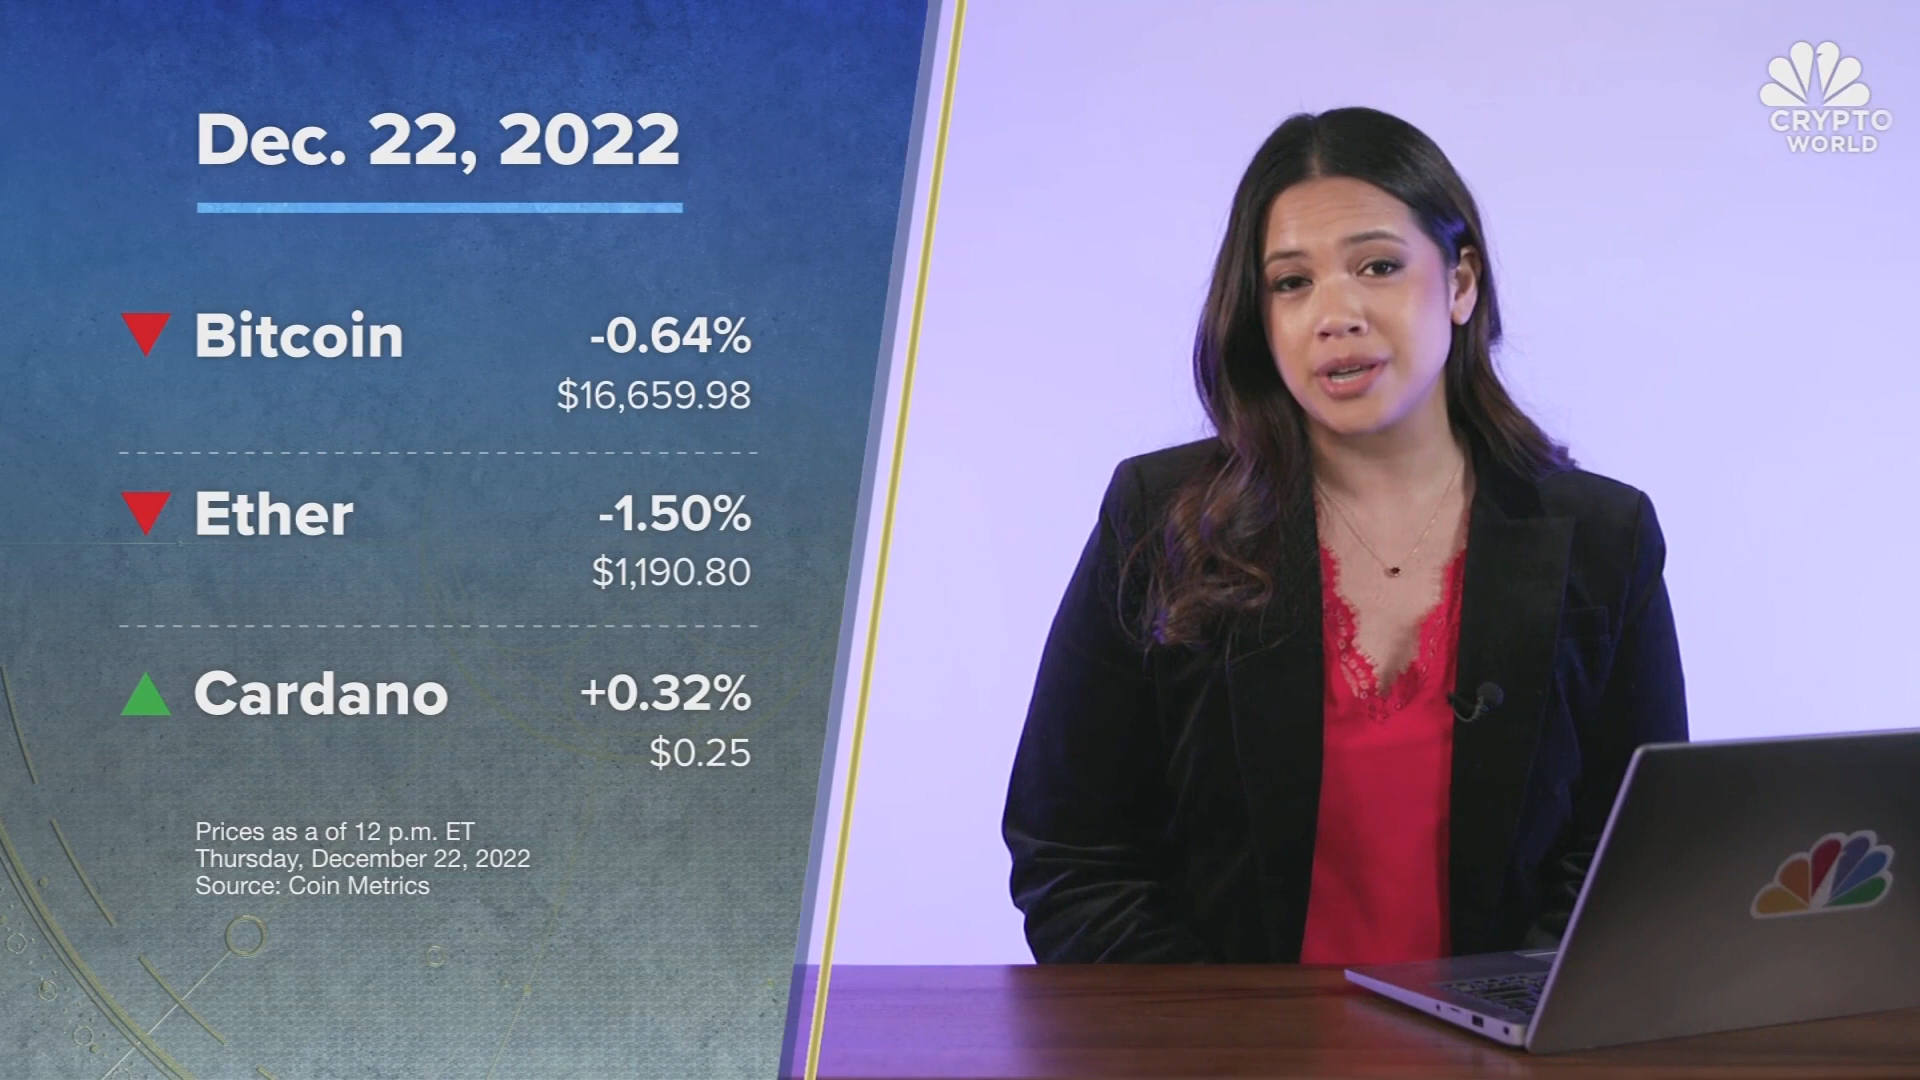 Dec. 22, 2022
Bitcoin -0.64%
$16,659.98
Ether -1.50%
$1,190.80
Cardano +0.32%
$0.25
Prices as a of 12 p.m. ET
Thursday, December 22, 2022
Source: Coin Metrics
CRYPTO
WORLD